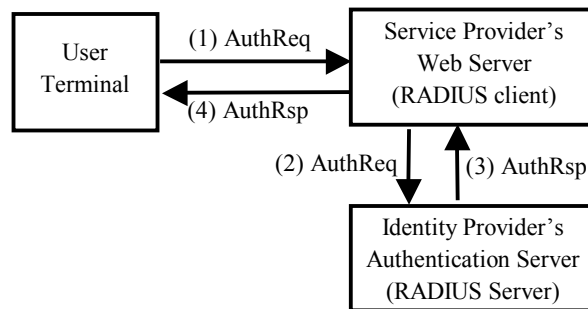 User
Terminal
(1) AuthReq
(4) AuthRsp
Service Provider’s
Web Server
(RADIUS client)
(2) AuthReq
(3) AuthRsp
Identity Provider’s
Authentication Server
(RADIUS Server)